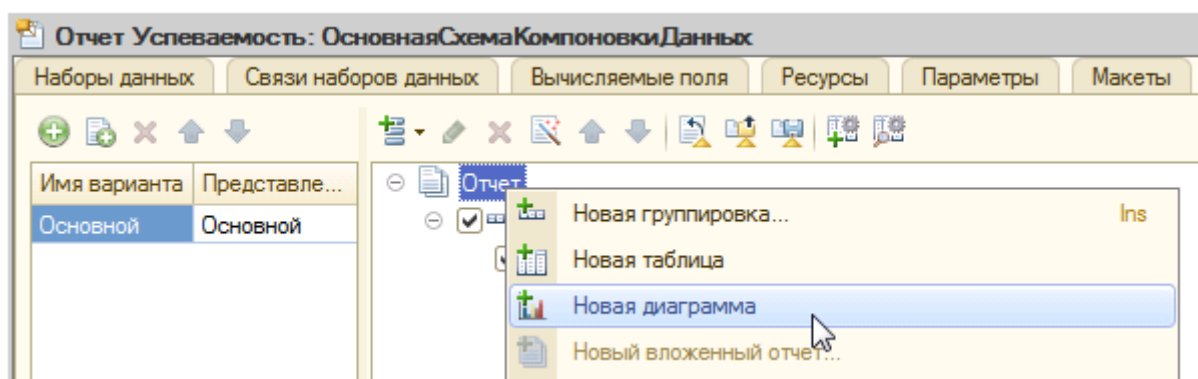 Отчет Успеваемость: ОсновнаяСхемаКомпоновкиДанных
Наборы данных Связи наборов данных Вычисляемые поля Ресурсы Параметры Макеты
Имя варианта Представле... Отчет
Основной Основной
Новая группировка... Ins
Новая таблица
Новая диаграмма
Новый вложенный отчет...